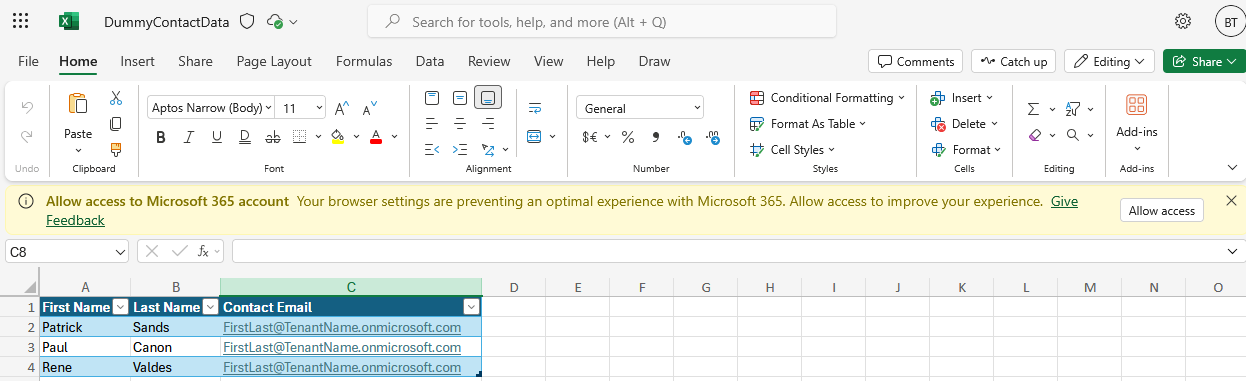 DummyContactData
Search for tools, help, and more (Alt + Q)
BT
File Home Insert Share Page Layout Formulas Data Review View Help Draw
Comments Catch up Editing Share
Aptos Narrow (Body) 11
General
Conditional Formatting Insert
Paste
B I U D ab A
$€ % 9 .00
Format As Table Delete
Add-ins
Cell Styles Format
Undo Clipboard Font Alignment Number Styles Cells Editing Add-ins
Allow access to Microsoft 365 account Your browser settings are preventing an optimal experience with Microsoft 365. Allow access to improve your experience. Give
Feedback
Allow access
C8 fx
A B C D E F G H I J K L M N O
1 First Name Last Name Contact Email
2 Patrick Sands FirstLast@TenantName.onmicrosoft.com
3 Paul Canon FirstLast@TenantName.onmicrosoft.com
4 Rene Valdes FirstLast@TenantName.onmicrosoft.com